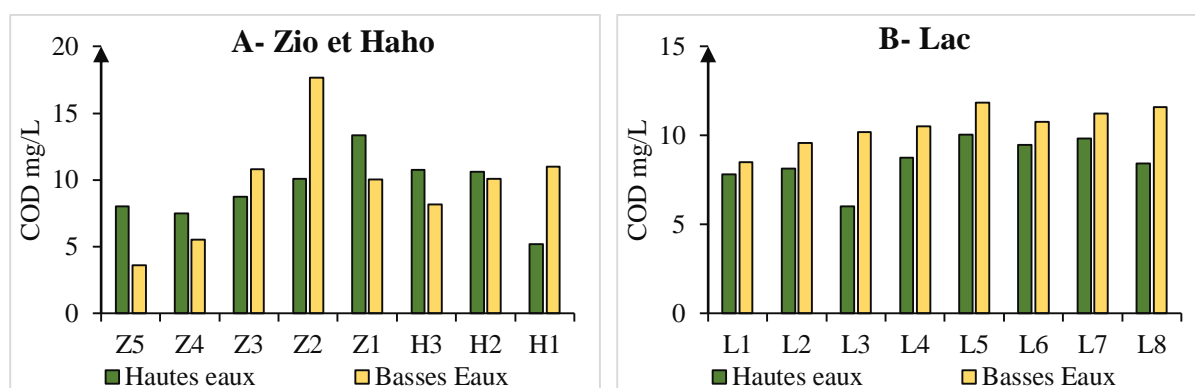 A- Zio et Haho
COD mg/L
20
15
10
5
0
Z5 Z4 Z3 Z2 Z1 H3 H2 H1
Hautes eaux Basses Eaux
B- Lac
COD mg/L
15
10
5
0
L1 L2 L3 L4 L5 L6 L7 L8
Hautes eaux Basses Eaux